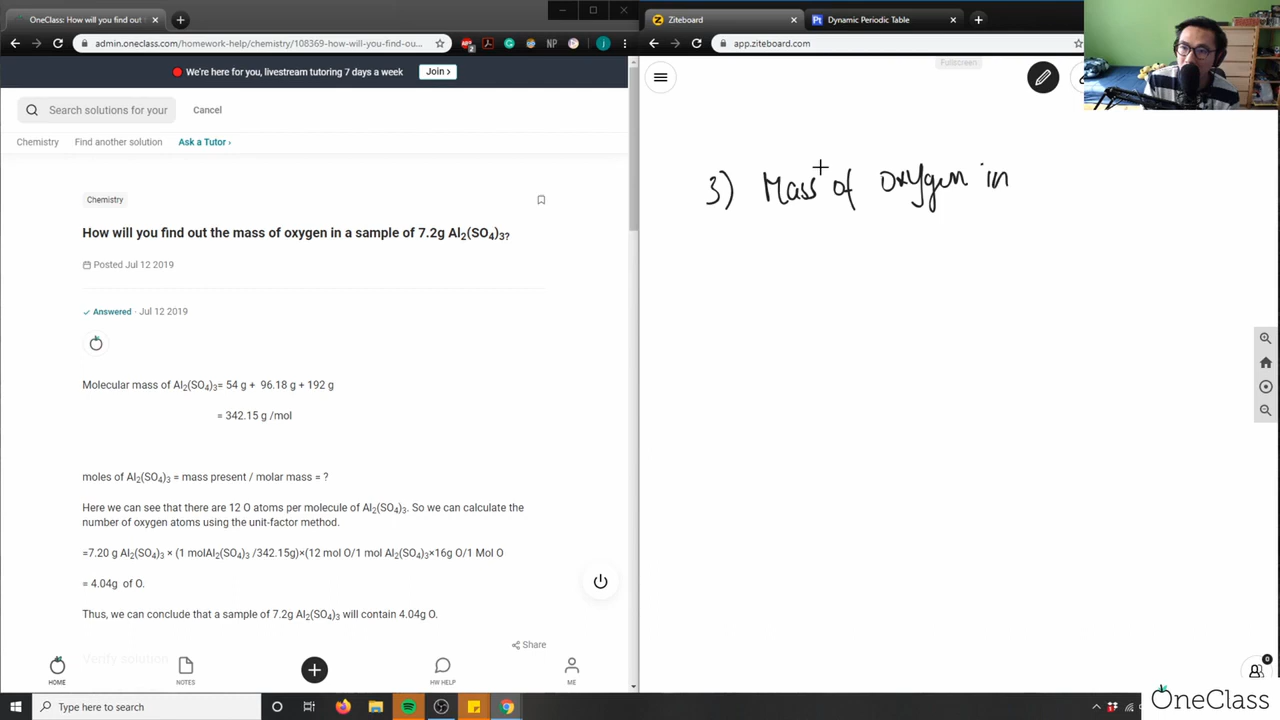 OneClass: How will you find out t
admin.oneclass.com/homework-help/chemistry/108369-how-will-you-find-ou...
NP
j
We're here for you, livestream tutoring 7 days a week
Join ›
Search solutions for your
Cancel
Chemistry
Find another solution
Ask a Tutor ›
Chemistry
How will you find out the mass of oxygen in a sample of 7.2g Al2(SO4)3?
Posted Jul 12 2019
Answered · Jul 12 2019
Molecular mass of Al2(SO4)3= 54 g + 96.18 g + 192 g
= 342.15 g /mol
moles of Al2(SO4)3 = mass present / molar mass = ?
Here we can see that there are 12 O atoms per molecule of Al2(SO4)3. So we can calculate the
number of oxygen atoms using the unit-factor method.
=7.20 g Al2(SO4)3 × (1 molAl2(SO4)3 /342.15g)×(12 mol O/1 mol Al2(SO4)3×16g O/1 Mol O
= 4.04g of O.
Thus, we can conclude that a sample of 7.2g Al2(SO4)3 will contain 4.04g O.
Share
Verify solution
HOME
NOTES
HW HELP
ME
Type here to search
Ziteboard
Pt Dynamic Periodic Table
app.ziteboard.com
Fullscreen
3) Mass of oxygen in
0
OneClass